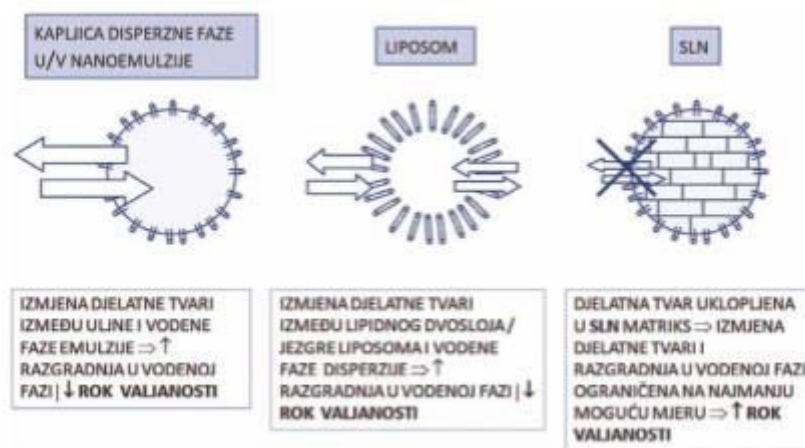 KAPLJICA DISPERZNE FAZE
U/V NANOEMULZIJE
LIPOSOM
SLN
IZMJENA DJELATNE TVARI
IZMEĐU ULJNE I VODENE
FAZE EMULZIJE ⇒ ↑
RAZGRADNJA U VODENOJ
FAZI | ↓ ROK VALJANOSTI
IZMJENA DJELATNE TVARI
IZMEĐU LIPIDNOG DVOSLOJA /
JEZGRE LIPOSOMA I VODENE
FAZE DISPERZIJE ⇒ ↑
RAZGRADNJA U VODENOJ FAZI | ↓
ROK VALJANOSTI
DJELATNA TVAR UKLOPLJENA
U SLN MATRIKS ⇒ IZMJENA
DJELATNE TVARI I
RAZGRADNJA U VODENOJ FAZI
OGRANIČENA NA NAJMANJU
MOGUĆU MJERU ⇒ ↑ ROK
VALJANOSTI